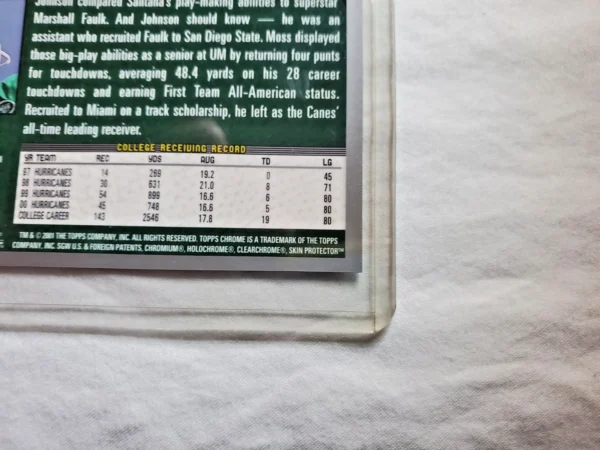 Johnson compared Santana's play-making abilities to superstar
Marshall Faulk. And Johnson should know — he was an
assistant who recruited Faulk to San Diego State. Moss displayed
those big-play abilities as a senior at UM by returning four punts
for touchdowns, averaging 48.4 yards on his 28 career
touchdowns and earning First Team All-American status.
Recruited to Miami on a track scholarship, he left as the Canes'
all-time leading receiver.
COLLEGE RECEIVING RECORD
YR TEAM REC YDS AVG TD LG
97 HURRICANES 14 269 19.2 0 45
98 HURRICANES 30 631 21.0 8 71
99 HURRICANES 54 899 16.6 6 80
00 HURRICANES 45 748 16.6 5 80
COLLEGE CAREER 143 2546 17.8 19 80
TM & © 2001 THE TOPPS COMPANY, INC. ALL RIGHTS RESERVED. TOPPS CHROME IS A TRADEMARK OF THE TOPPS
COMPANY, INC. SGW U.S. & FOREIGN PATENTS, CHROMIUM®, HOLOCHROME®, CLEARCHROME®, SKIN PROTECTOR™